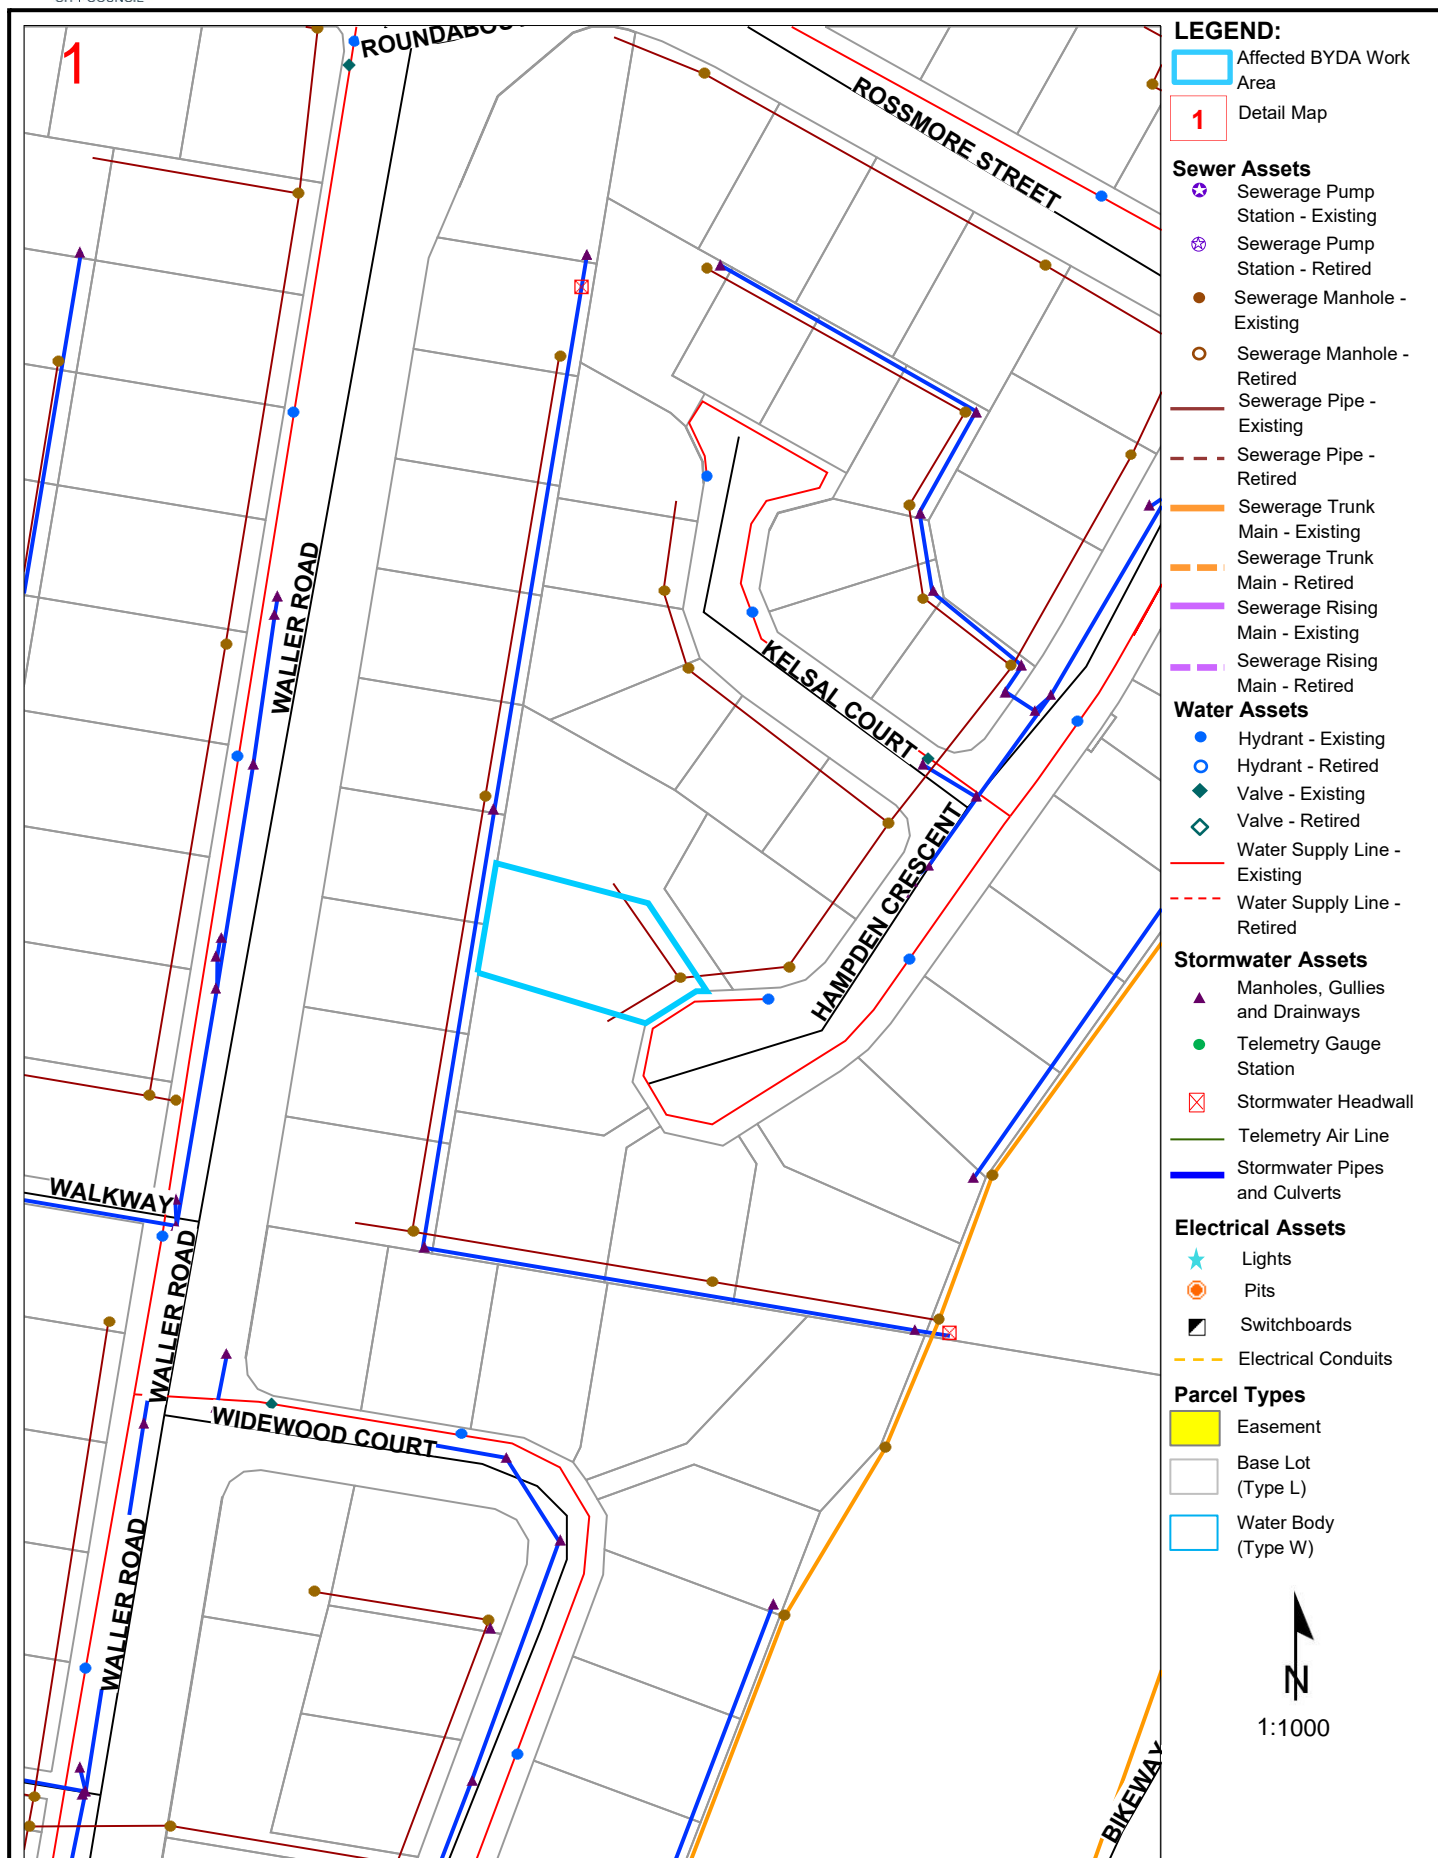 1
ROUNDABOU
ROSSMORE STREET
WALLER ROAD
KELSAL COURT
HAMPDEN CRESCENT
WALKWAY
WALLER ROAD
WIDEWOOD COURT
WALLER ROAD
BIKEWAY
LEGEND:
Affected BYDA Work
Area
1
Detail Map
Sewer Assets
Sewerage Pump
Station - Existing
Sewerage Pump
Station - Retired
Sewerage Manhole -
Existing
Sewerage Manhole -
Retired
Sewerage Pipe -
Existing
Sewerage Pipe -
Retired
Sewerage Trunk
Main - Existing
Sewerage Trunk
Main - Retired
Sewerage Rising
Main - Existing
Sewerage Rising
Main - Retired
Water Assets
Hydrant - Existing
Hydrant - Retired
Valve - Existing
Valve - Retired
Water Supply Line -
Existing
Water Supply Line -
Retired
Stormwater Assets
Manholes, Gullies
and Drainways
Telemetry Gauge
Station
Stormwater Headwall
Telemetry Air Line
Stormwater Pipes
and Culverts
Electrical Assets
Lights
Pits
Switchboards
Electrical Conduits
Parcel Types
Easement
Base Lot
(Type L)
Water Body
(Type W)
N
1:1000